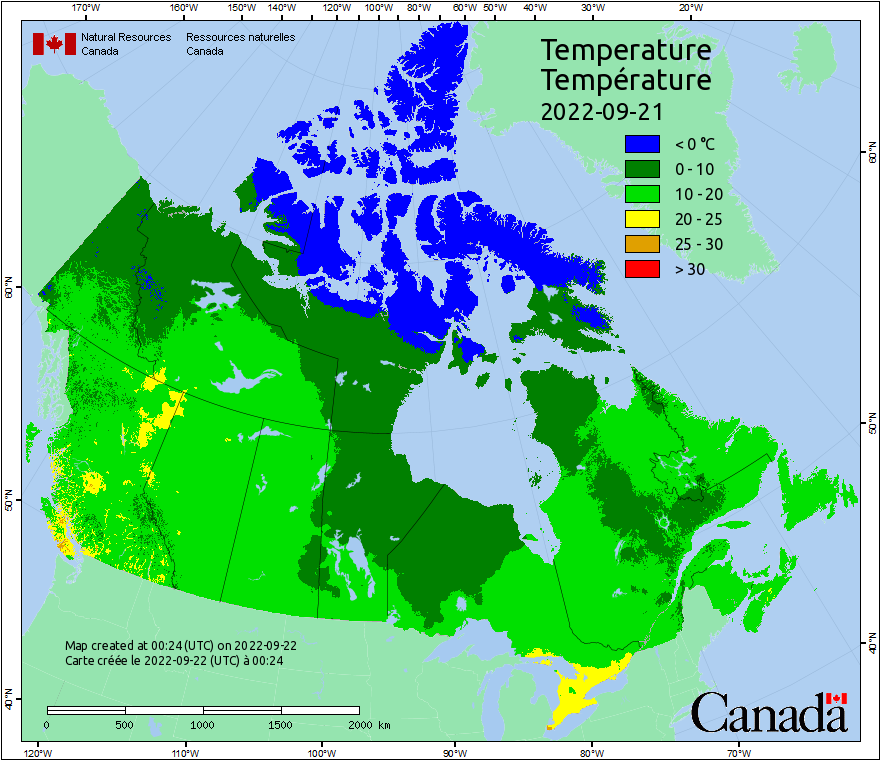 170°W 160°W 150°W 140°W 130°W 120°W 110°W 100°W 90°W 80°W 70°W 60°W 50°W 40°W 30°W 20°W
Natural Resources Canada
Ressources naturelles Canada
Temperature
Température
2022-09-21
< 0 °C
0 - 10
10 - 20
20 - 25
25 - 30
> 30
60°N
60°N
50°N
50°N
40°N
40°N
Map created at 00:24 (UTC) on 2022-09-22
Carte créée le 2022-09-22 (UTC) à 00:24
0 500 1000 1500 2000 km
Canada
120°W 110°W 100°W 90°W 80°W 70°W